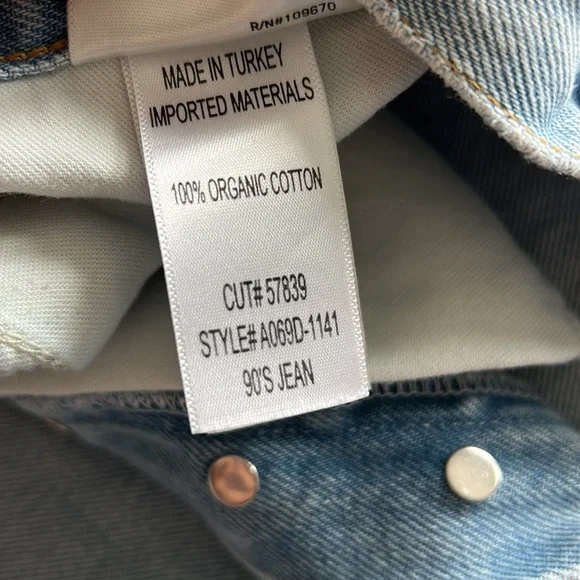 R/N#109670
MADE IN TURKEY
IMPORTED MATERIALS
100% ORGANIC COTTON
CUT# 57839
STYLE# A069D-1141
90'S JEAN